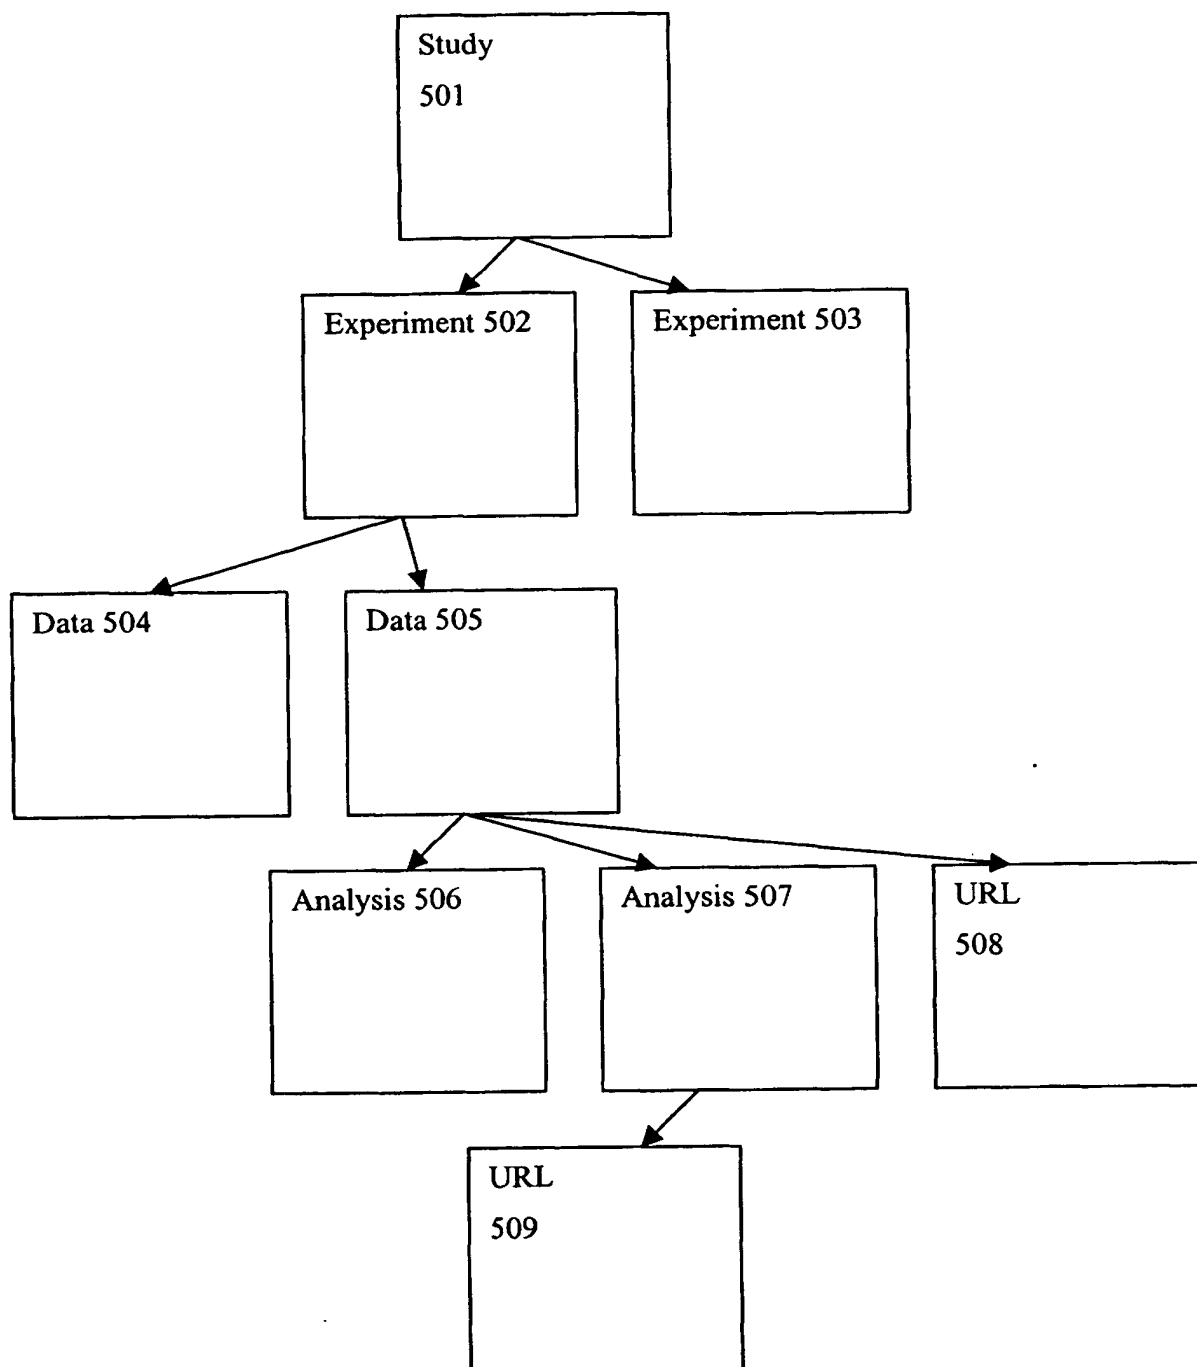 Study
501
Experiment 502
Experiment 503
Data 504
Data 505
Analysis 506
Analysis 507
URL
508
URL
509